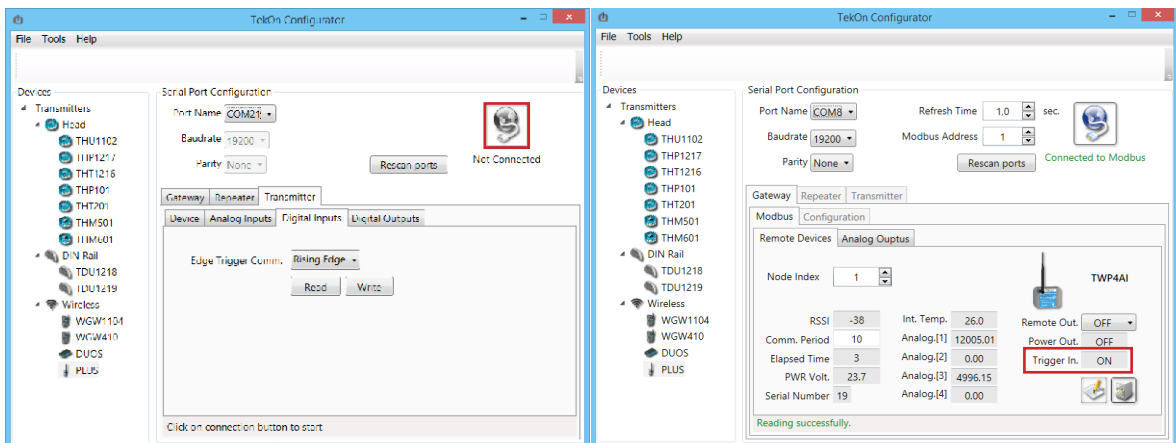 TekOn Configurator
File Tools Help
Devices
Transmitters
Head
THU1102
THP1217
THT1216
THP101
THT201
THM501
THM601
DIN Rail
TDU1218
TDU1219
Wireless
WGW1104
WGW410
DUOS
PLUS
Serial Port Configuration
Port Name COM21
Baudrate 19200
Parity None
Rescan ports
Not Connected
Gateway Repeater Transmitter
Device Analog Inputs Digital Inputs Digital Outputs
Edge Trigger Comm. Rising Edge
Read Write
Click on connection button to start
TekOn Configurator
File Tools Help
Devices
Transmitters
Head
THU1102
THP1217
THT1216
THP101
THT201
THM501
THM601
DIN Rail
TDU1218
TDU1219
Wireless
WGW1104
WGW410
DUOS
PLUS
Serial Port Configuration
Port Name COM8 Refresh Time 1,0 sec.
Baudrate 19200 Modbus Address 1
Parity None Rescan ports Connected to Modbus
Gateway Repeater Transmitter
Modbus Configuration
Remote Devices Analog Ouptus
Node Index 1 TWP4AI
RSSI -38 Int. Temp. 26.0 Remote Out. OFF
Comm. Period 10 Analog.[1] 12005.01 Power Out. OFF
Elapsed Time 3 Analog.[2] 0.00 Trigger In. ON
PWR Volt. 23.7 Analog.[3] 4996.15
Serial Number 19 Analog.[4] 0.00
Reading successfully.